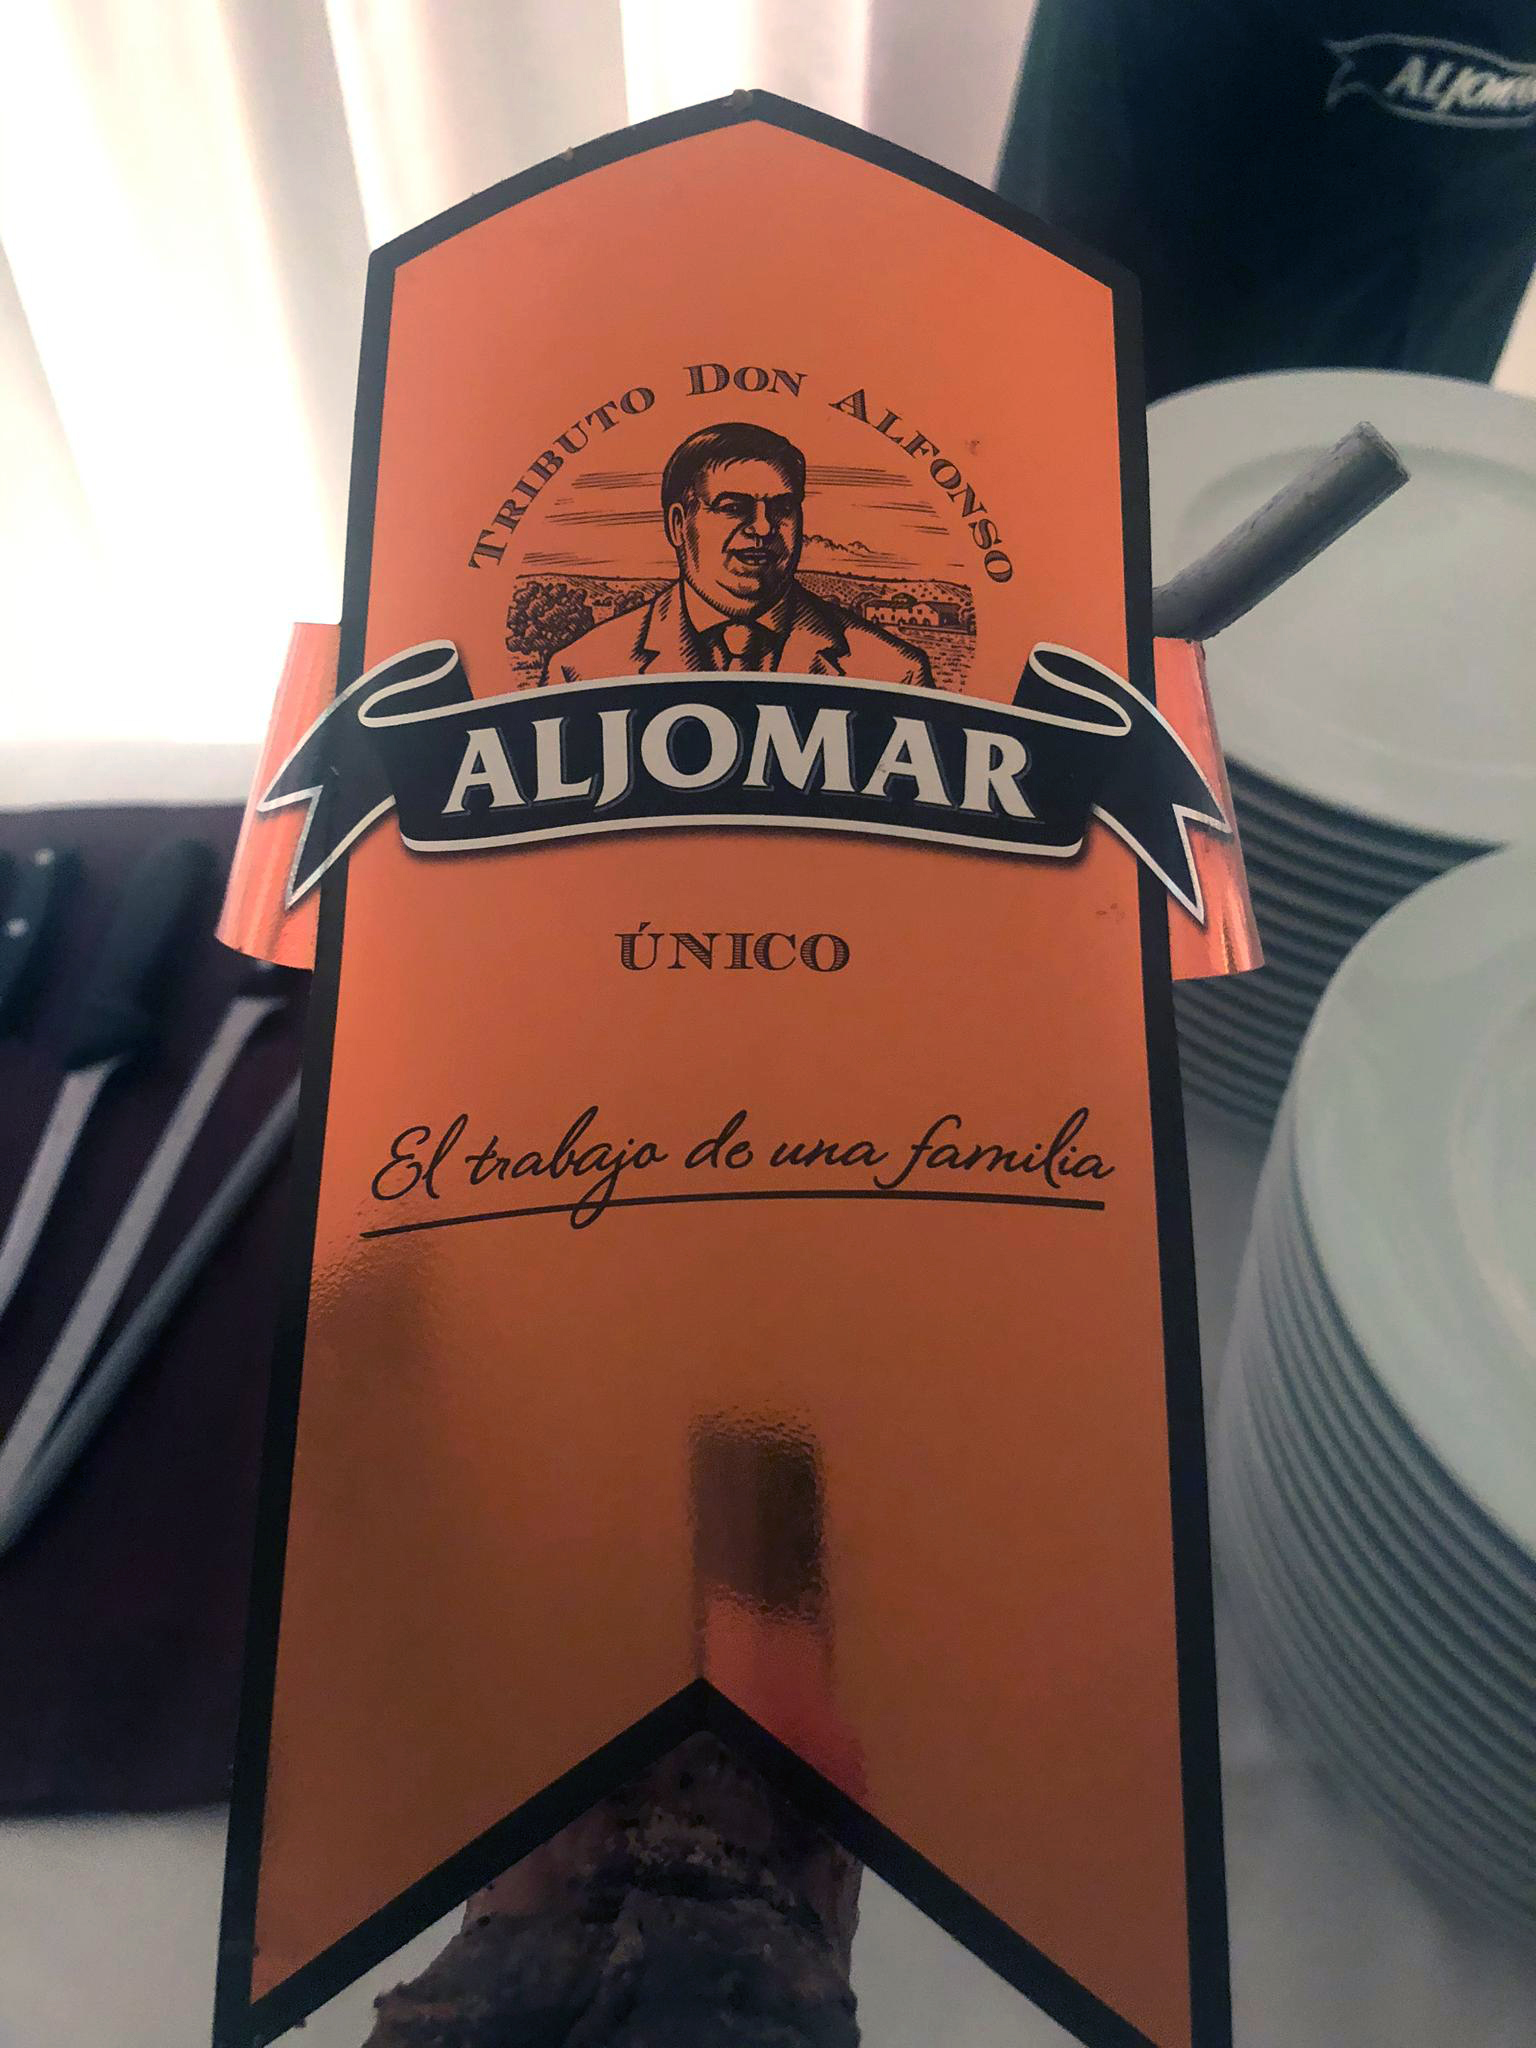 TRIBUTO DON ALFONSO
ALJOMAR
ÚNICO
El trabajo de una familia